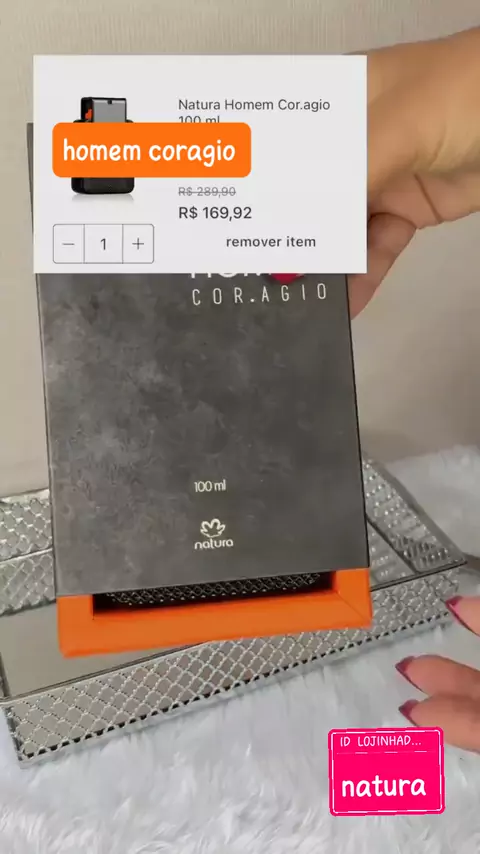 Natura Homem Cor.agio
100 ml
homem coragio
R$ 289,90
R$ 169,92
− 1 +
remover item
COR.AGIO
100 ml
natura
ID LOJINHAD...
natura